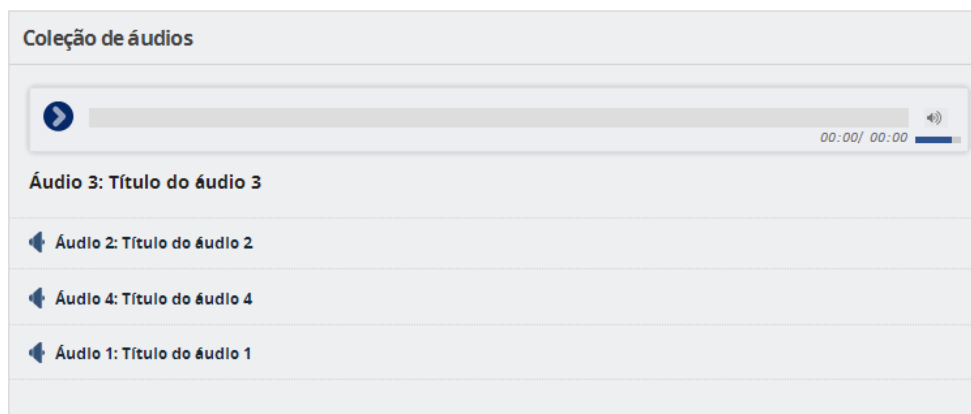 Coleção de áudios
00:00/ 00:00
Áudio 3: Título do áudio 3
Áudio 2: Título do áudio 2
Áudio 4: Título do áudio 4
Áudio 1: Título do áudio 1